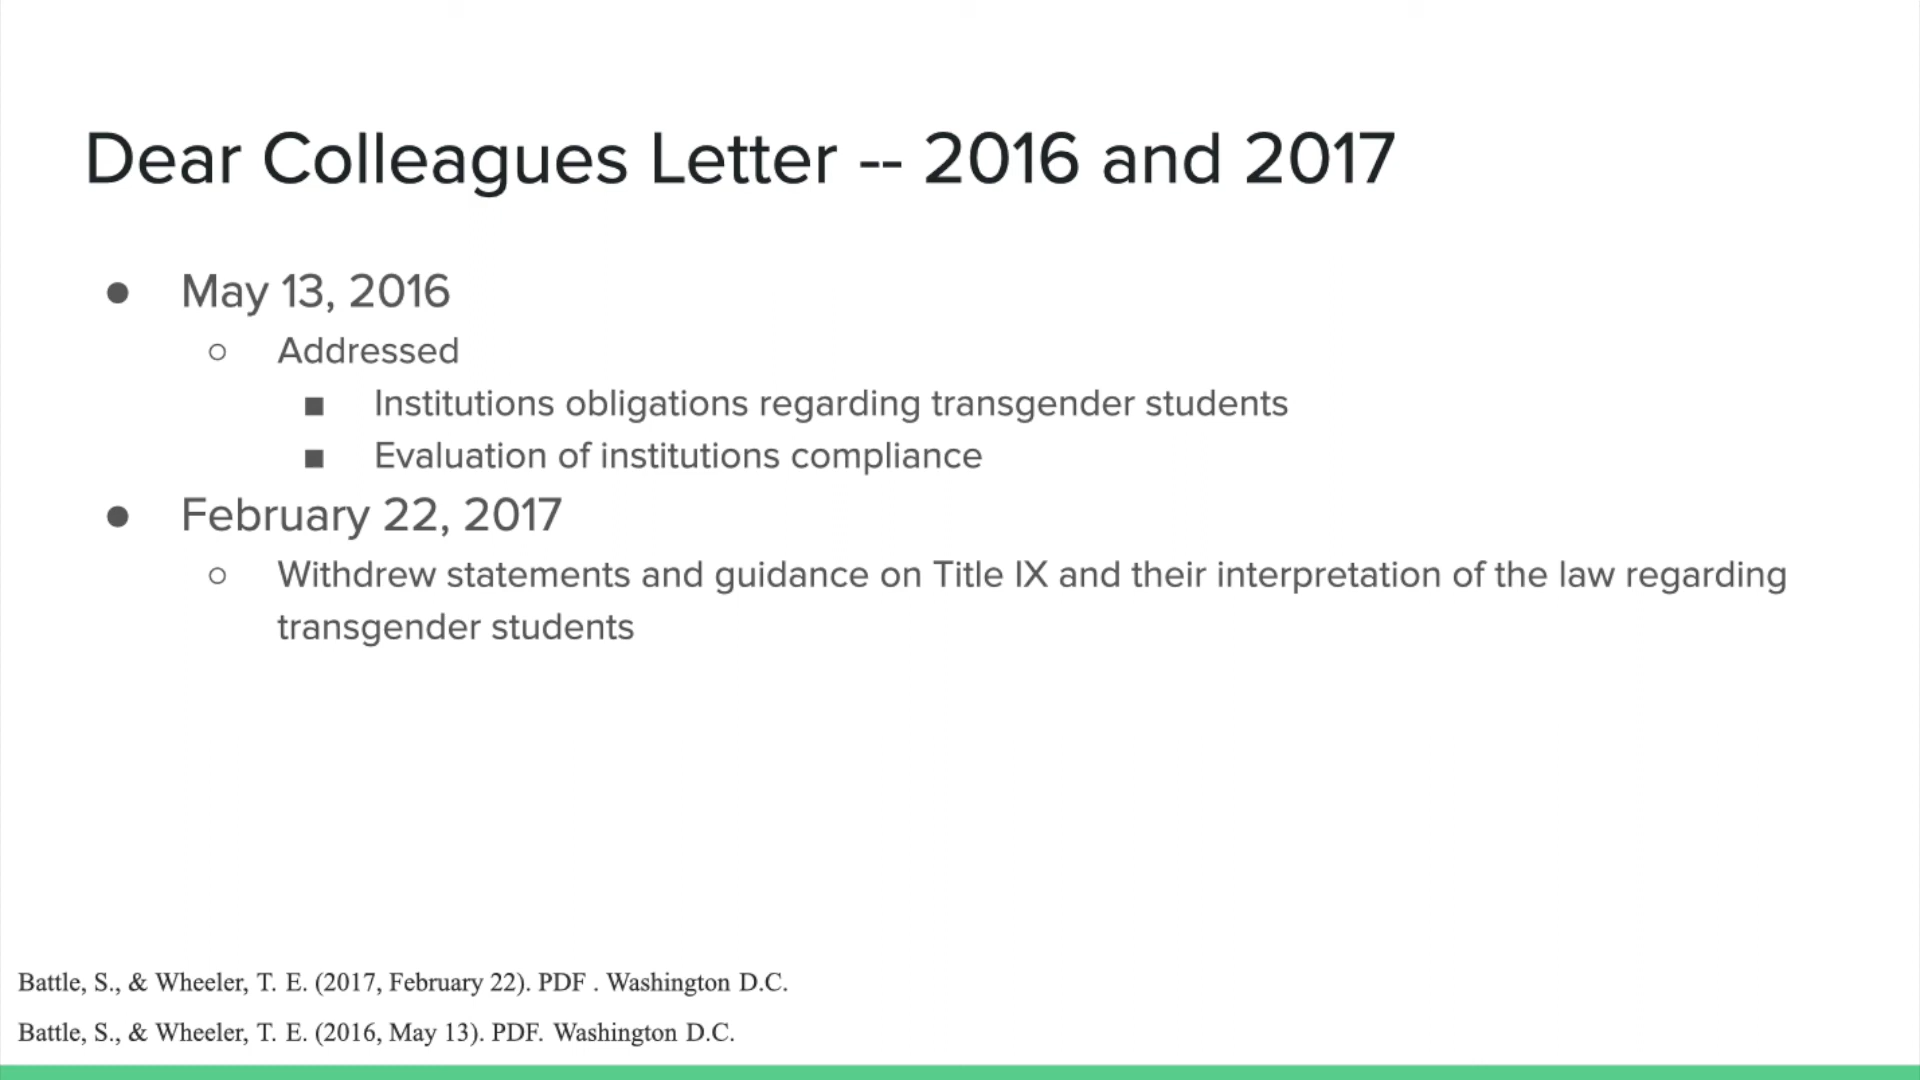 Dear Colleagues Letter -- 2016 and 2017
● May 13, 2016
○ Addressed
■ Institutions obligations regarding transgender students
■ Evaluation of institutions compliance
● February 22, 2017
○ Withdrew statements and guidance on Title IX and their interpretation of the law regarding
transgender students
Battle, S., & Wheeler, T. E. (2017, February 22). PDF . Washington D.C.
Battle, S., & Wheeler, T. E. (2016, May 13). PDF. Washington D.C.